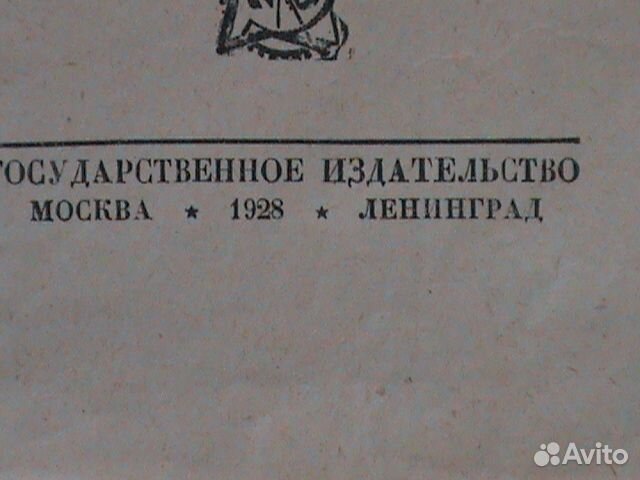 ГОСУДАРСТВЕННОЕ ИЗДАТЕЛЬСТВО
МОСКВА ★ 1928 ★ ЛЕНИНГРАД
Avito